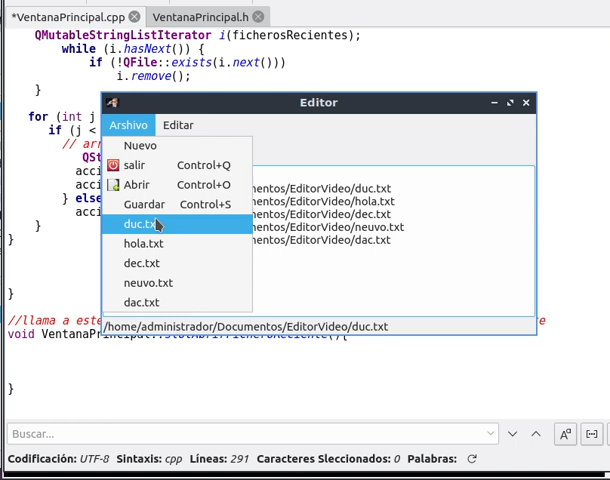 *VentanaPrincipal.cpp VentanaPrincipal.h
QMutableStringListIterator i(ficherosRecientes);
while (i.hasNext()) {
if (!QFile::exists(i.next()))
i.remove();
}
Editor
for (int j
Arshivo Editar
if (j <
// arr
Nuevo
QSt
salir Control+Q
acci
Abrir Control+O
mentos/EditorVideo/duc.txt
acci
} else
Guardar Control+S
mentos/EditorVideo/hola.txt
acci
mentos/EditorVideo/dec.txt
}
duc.txt
mentos/EditorVideo/neuvo.txt
}
hola.txt
mentos/EditorVideo/dac.txt
dec.txt
neuvo.txt
}
dac.txt
//llama a este
te
/home/administrador/Documentos/EditorVideo/duc.txt
void VentanaPrincipal::slotAbrirFicheroReciente(){
}
Buscar...
Codificación: UTF-8 Sintaxis: cpp Líneas: 291 Caracteres Sleccionados: 0 Palabras: